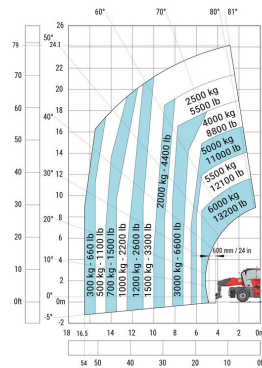 60°
70°
80°
81°
26
79
50°
24.1
24
70
22
60
40°
20
18
50
16
30°
14
40
12
20°
30
10
8
20
10°
6
10
4
0°
2
0ft
0m
-5°
-2
2500 kg
5500 lb
4000 kg
8800 lb
5000 kg
11000 lb
5500 kg
12100 lb
6000 kg
13200 lb
600 mm / 24 in
300 kg - 660 lb
500 kg - 1100 lb
700 kg - 1500 lb
1000 kg - 2200 lb
1200 kg - 2600 lb
1500 kg - 3300 lb
2000 kg - 4400 lb
3000 kg - 6600 lb
18 16.5 14 12 10 8 6 4 2 0m
54 50 40 30 20 10 0ft